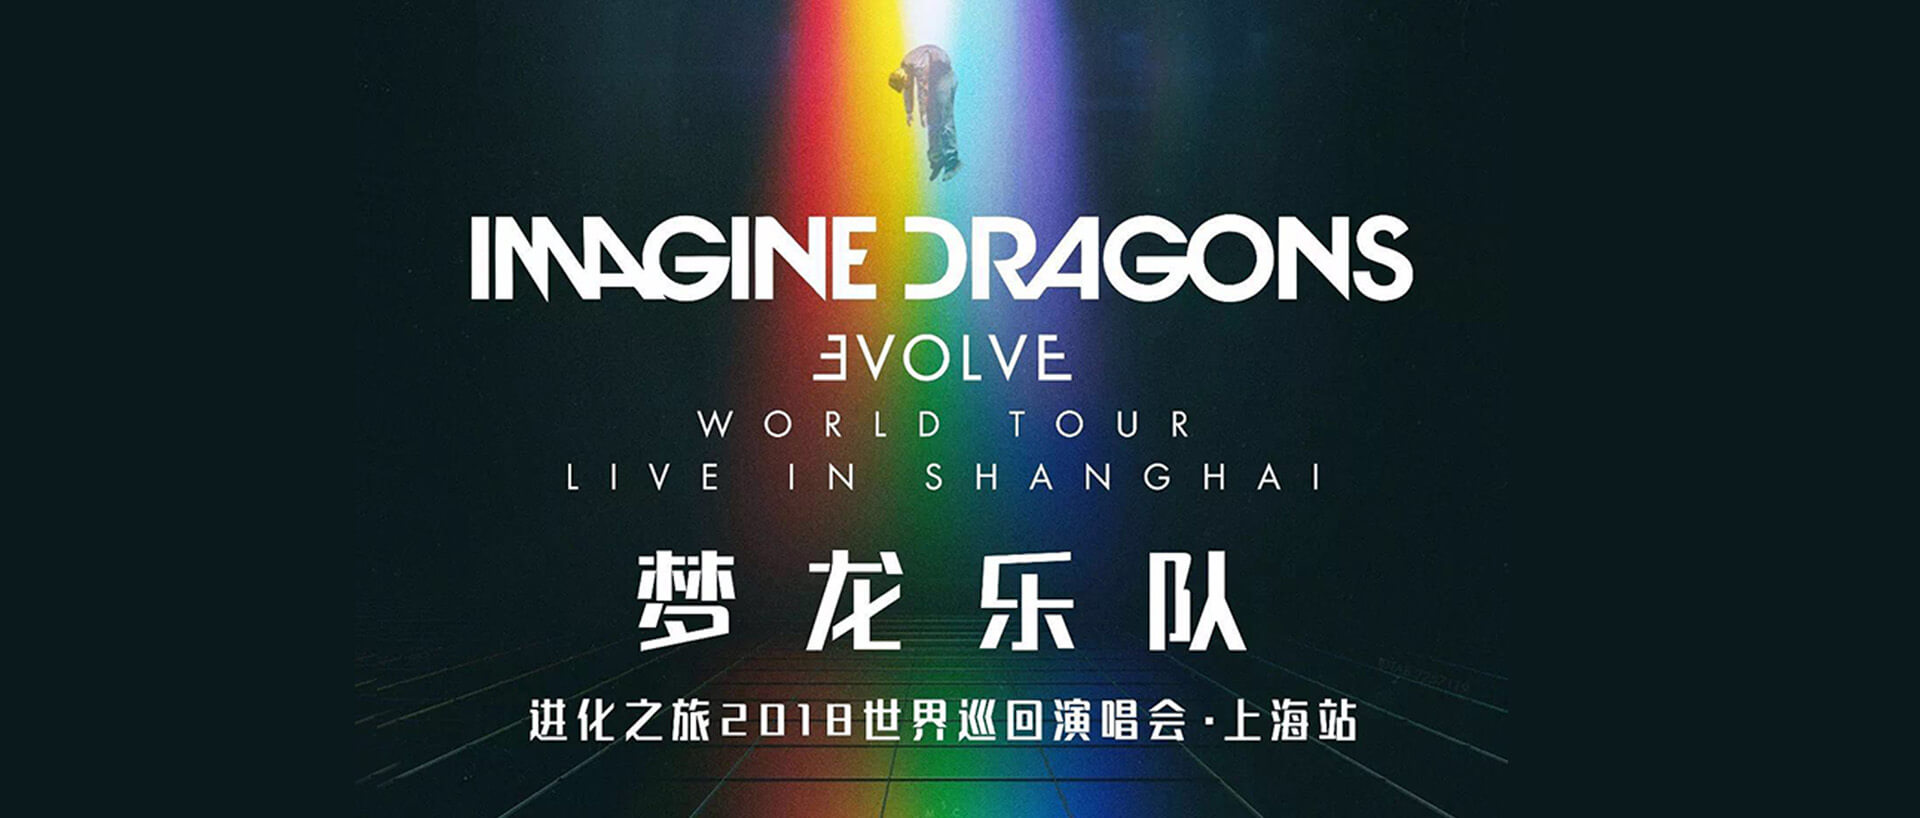 IMAGINE DRAGONS
ƎVOLVE
WORLD TOUR
LIVE IN SHANGHAI
梦龙乐队
进化之旅2018世界巡回演唱会·上海站